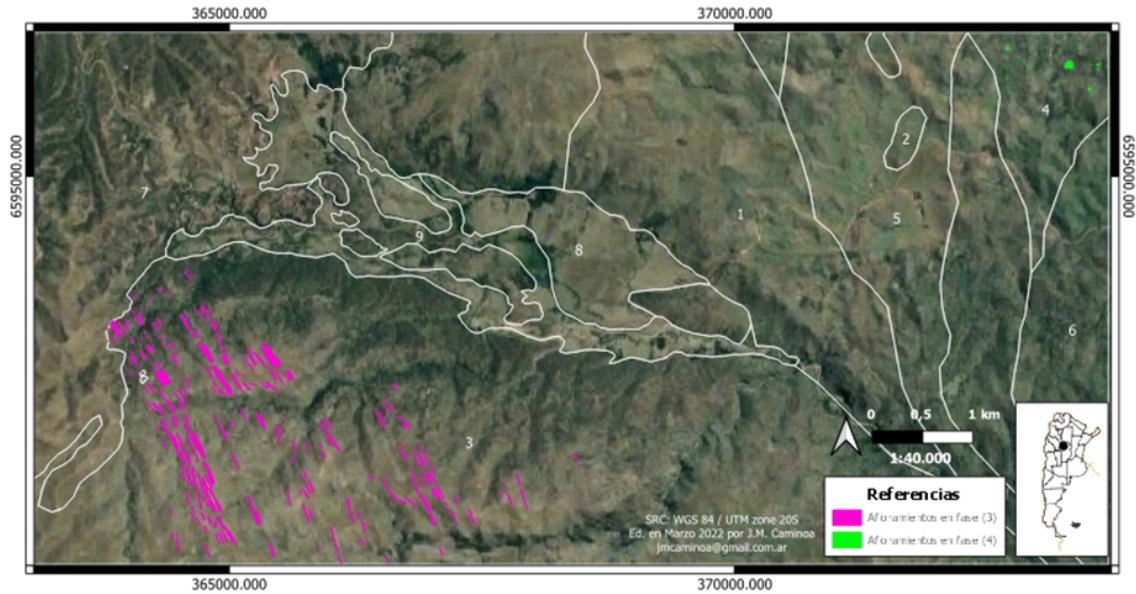 365000.000 370000.000
6595000.000
6595000.000
4
2
7
1
5
9
8
6
8
3
0 0,5 1 km
1:40.000
Referencias
Afloramientos en fase (3)
Afloramientos en fase (4)
SRC: WGS 84 / UTM zone 20S
Ed. en Marzo 2022 por J.M. Caminoa
jmcaminoa@gmail.com.ar
365000.000 370000.000